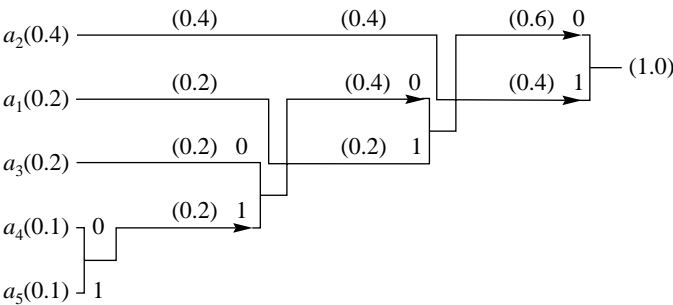 a2(0.4) (0.4) (0.4) (0.6) 0
(1.0)
a1(0.2) (0.2) (0.4) 0 (0.4) 1
a3(0.2) (0.2) 0 (0.2) 1
a4(0.1) 0 (0.2) 1
a5(0.1) 1